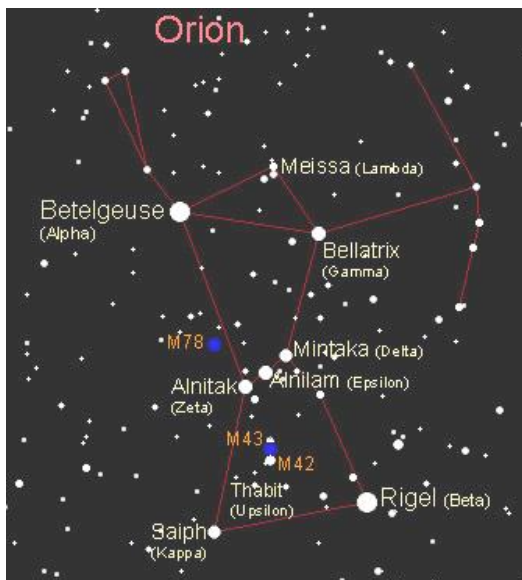 Orion
Meissa (Lambda)
Betelgeuse
(Alpha)
Bellatrix
(Gamma)
M78
Mintaka (Delta)
Alnilam (Epsilon)
Alnitak
(Zeta)
M43
M42
Thabit
(Upsilon)
Rigel (Beta)
Saiph
(Kappa)